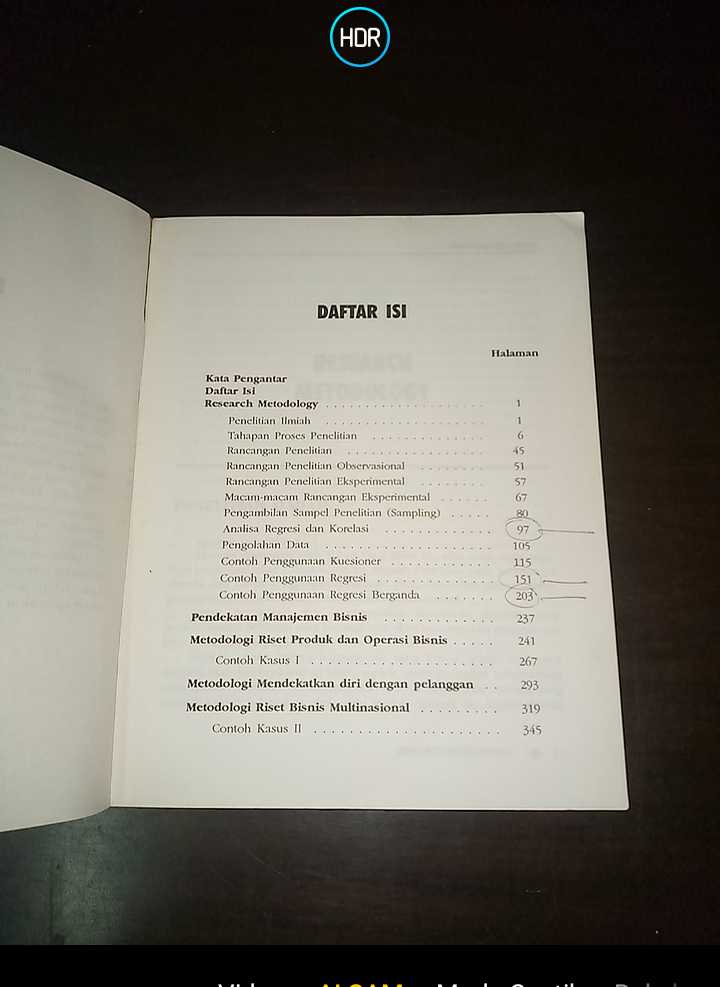 HDR
DAFTAR ISI
Halaman
Kata Pengantar
Daftar Isi
Research Metodology . . . . . . . . . . . . . . . . . . . . 1
Penelitian Ilmiah . . . . . . . . . . . . . . . . . . . . 1
Tahapan Proses Penelitian . . . . . . . . . . . . . . 6
Rancangan Penelitian . . . . . . . . . . . . . . . . . 45
Rancangan Penelitian Observasional . . . . . . . . 51
Rancangan Penelitian Eksperimental . . . . . . . . 57
Macam-macam Rancangan Eksperimental . . . . . . 67
Pengambilan Sampel Penelitian (Sampling) . . . . . 80
Analisa Regresi dan Korelasi . . . . . . . . . . . . . 97
Pengolahan Data . . . . . . . . . . . . . . . . . . . . 105
Contoh Penggunaan Kuesioner . . . . . . . . . . . . 115
Contoh Penggunaan Regresi . . . . . . . . . . . . . 151
Contoh Penggunaan Regresi Berganda . . . . . . . 203
Pendekatan Manajemen Bisnis . . . . . . . . . . . . . 237
Metodologi Riset Produk dan Operasi Bisnis . . . . . 241
Contoh Kasus I . . . . . . . . . . . . . . . . . . . . . 267
Metodologi Mendekatkan diri dengan pelanggan . . 293
Metodologi Riset Bisnis Multinasional . . . . . . . . . 319
Contoh Kasus II . . . . . . . . . . . . . . . . . . . . . 345